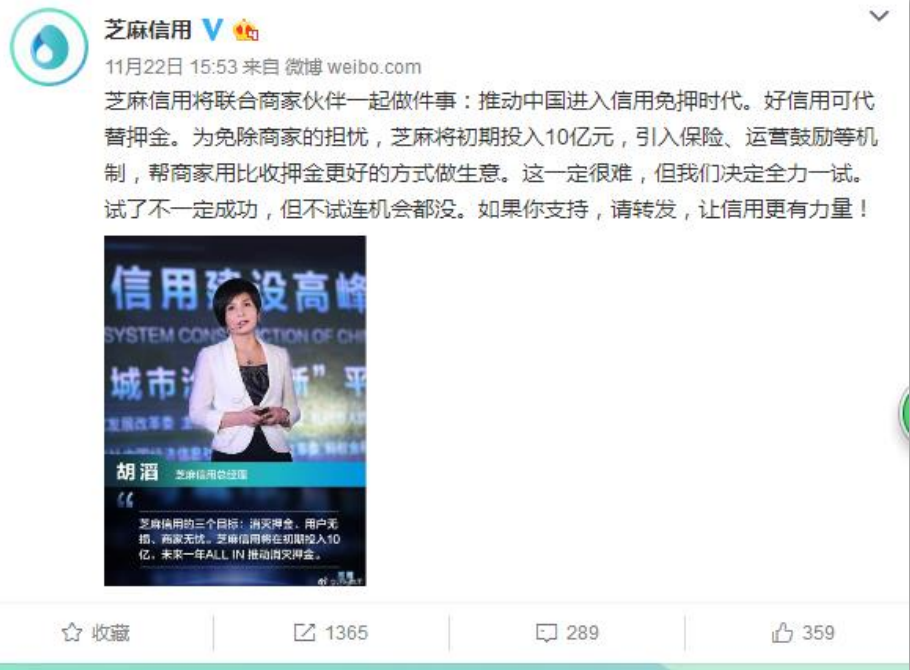 芝麻信用
11月22日 15:53 来自 微博 weibo.com
芝麻信用将联合商家伙伴一起做件事：推动中国进入信用免押时代。好信用可代
替押金。为免除商家的担忧，芝麻将初期投入10亿元，引入保险、运营鼓励等机
制，帮商家用比收押金更好的方式做生意。这一定很难，但我们决定全力一试。
试了不一定成功，但不试连机会都没。如果你支持，请转发，让信用更有力量！
信用建设高峰
SYSTEM CONS CTION OF CHI
城市 新”平
发展改革委
胡滔 芝麻信用总经理
芝麻信用的三个目标：消灭押金、用户无
损、商家无忧。芝麻信用将在初期投入10
亿，未来一年ALL IN 推动消灭押金。
收藏
1365
289
359